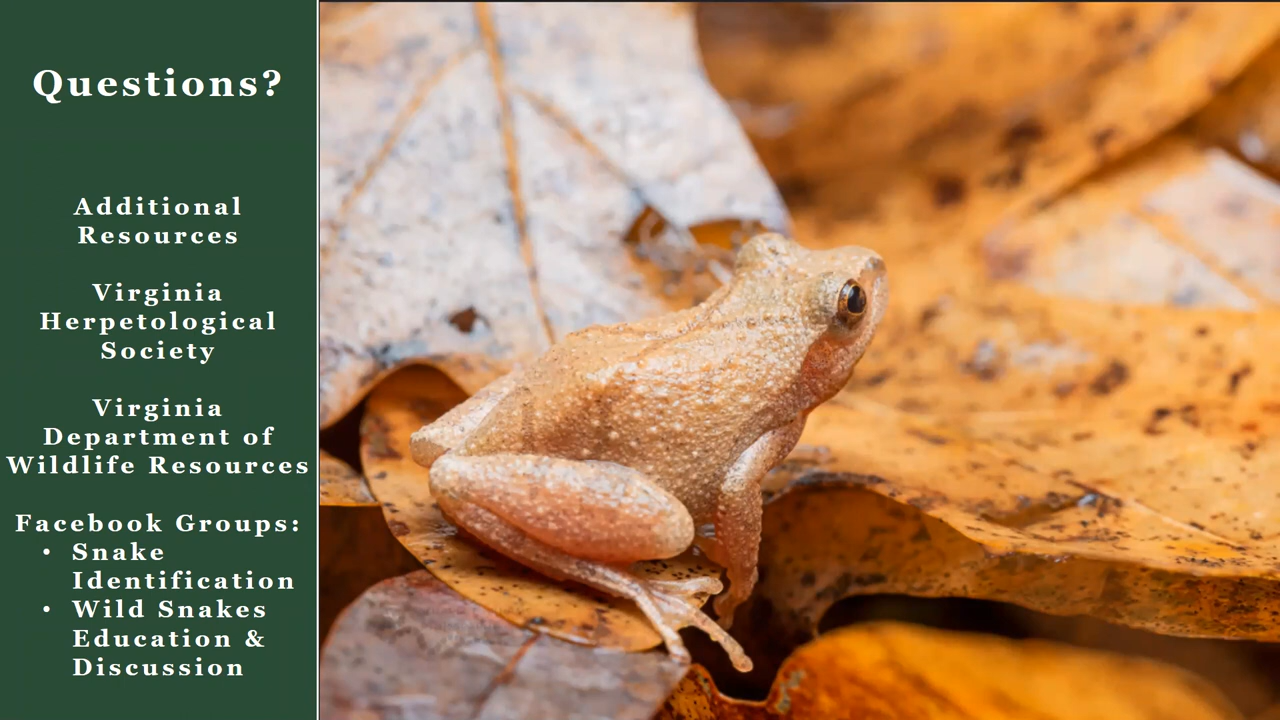 Questions?
Additional
Resources
Virginia
Herpetological
Society
Virginia
Department of
Wildlife Resources
Facebook Groups:
• Snake
Identification
• Wild Snakes
Education &
Discussion